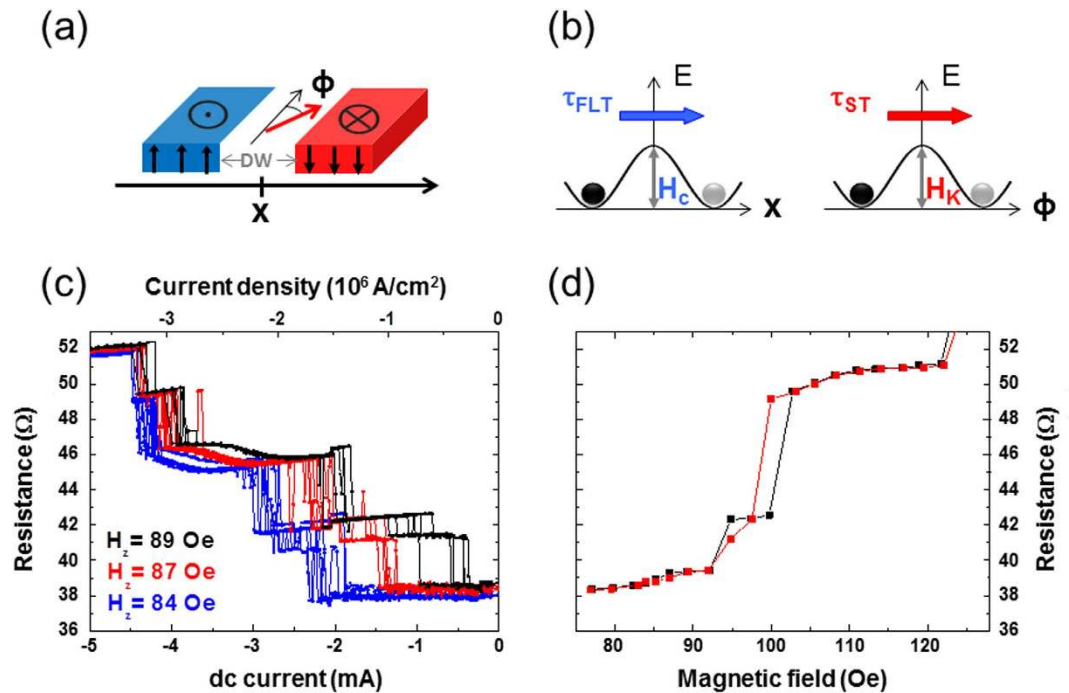 (a)
ϕ
DW
X
(b)
E
τFLT
Hc
X
E
τST
HK
ϕ
(c)
Current density (10⁶ A/cm²)
-3 -2 -1 0
52
50
48
46
44
42
40
38
36
Resistance (Ω)
Hz = 89 Oe
Hz = 87 Oe
Hz = 84 Oe
-5 -4 -3 -2 -1 0
dc current (mA)
(d)
52
50
48
46
44
42
40
38
36
Resistance (Ω)
80 90 100 110 120
Magnetic field (Oe)